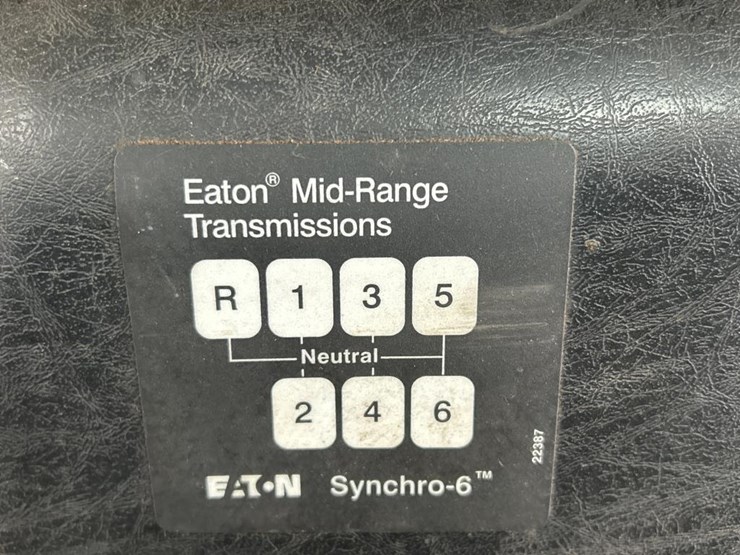 Eaton® Mid-Range
Transmissions
R 1 3 5
Neutral
2 4 6
22387
EATON Synchro-6™